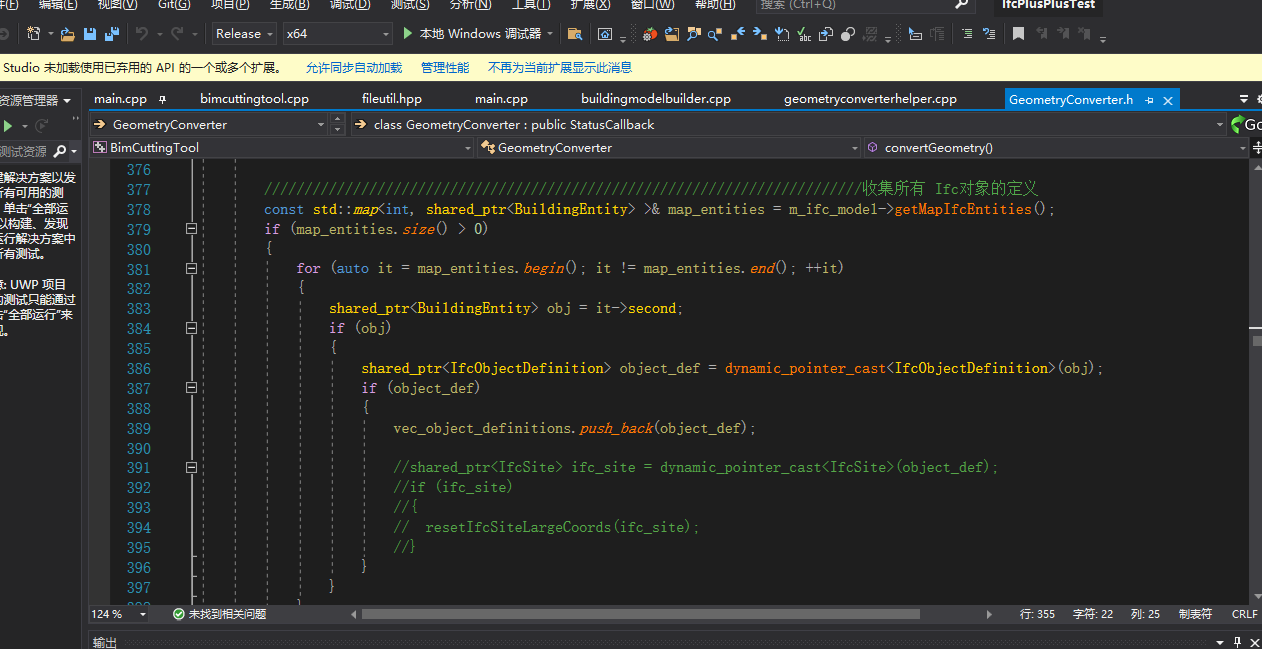 编辑(E) 视图(V) Git(G) 项目(P) 生成(B) 调试(D) 测试(S) 分析(N) 工具(T) 扩展(X) 窗口(W) 帮助(H) 搜索 (Ctrl+Q) IfcPlusPlusTest
Release x64 本地 Windows 调试器
Studio 未加载使用已弃用的 API 的一个或多个扩展。 允许同步自动加载 管理性能 不再为当前扩展显示此消息
资源管理器
main.cpp bimcuttingtool.cpp fileutil.hpp main.cpp buildingmodelbuilder.cpp geometryconverterhelper.cpp GeometryConverter.h
GeometryConverter class GeometryConverter : public StatusCallback Go
测试资源
BimCuttingTool GeometryConverter convertGeometry()
建解决方案以发
所有可用的测
单击"全部运
以构建、发现
运行解决方案中
所有测试。
: UWP 项目
的测试只能通过
"全部运行"来
现。
376
377 //////////////////////////////////////////////////////////////////////////收集所有 Ifc对象的定义
378 const std::map<int, shared_ptr<BuildingEntity> >& map_entities = m_ifc_model->getMapIfcEntities();
379 if (map_entities.size() > 0)
380 {
381 for (auto it = map_entities.begin(); it != map_entities.end(); ++it)
382 {
383 shared_ptr<BuildingEntity> obj = it->second;
384 if (obj)
385 {
386 shared_ptr<IfcObjectDefinition> object_def = dynamic_pointer_cast<IfcObjectDefinition>(obj);
387 if (object_def)
388 {
389 vec_object_definitions.push_back(object_def);
390
391 //shared_ptr<IfcSite> ifc_site = dynamic_pointer_cast<IfcSite>(object_def);
392 //if (ifc_site)
393 //{
394 // resetIfcSiteLargeCoords(ifc_site);
395 //}
396 }
397 }
124 % 未找到相关问题 行: 355 字符: 22 列: 25 制表符 CRLF
输出